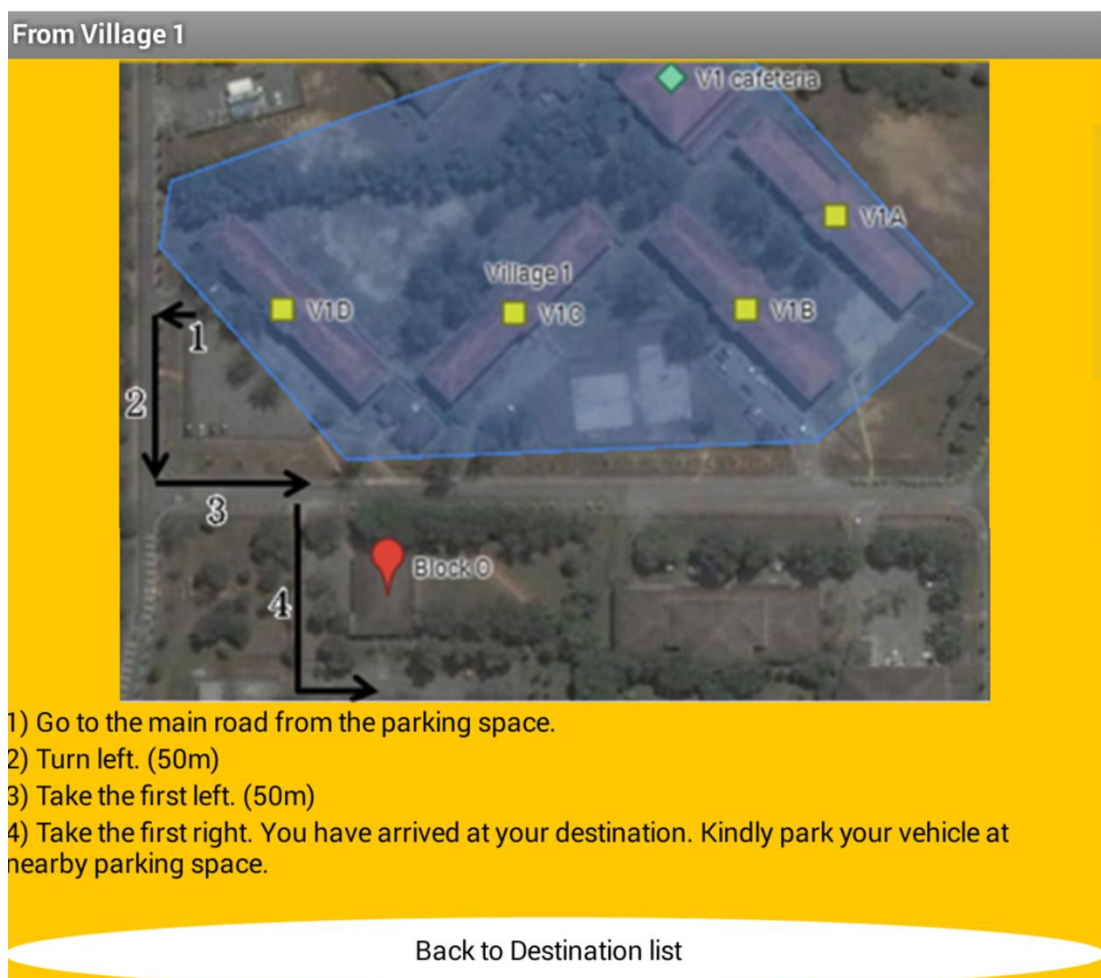 From Village 1
V1 cafeteria
V1A
Village 1
V1D
V1C
V1B
1
2
3
Block O
4
1) Go to the main road from the parking space.
2) Turn left. (50m)
3) Take the first left. (50m)
4) Take the first right. You have arrived at your destination. Kindly park your vehicle at
nearby parking space.
Back to Destination list